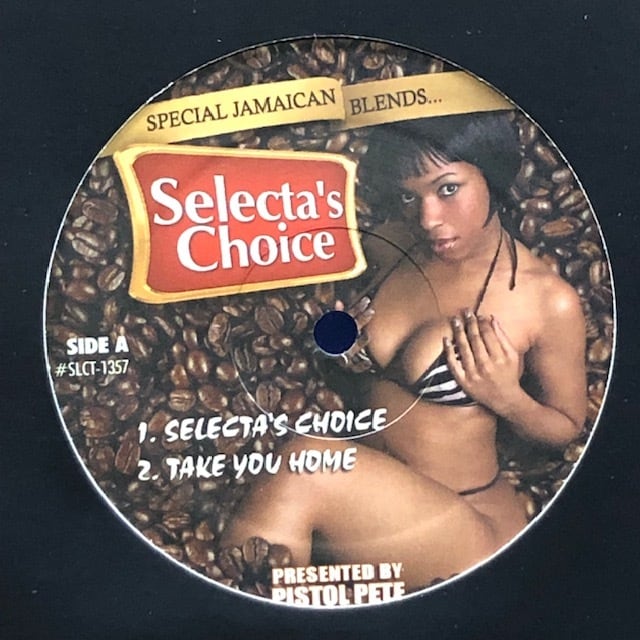 SPECIAL JAMAICAN BLENDS...
Selecta's
Choice
SIDE A
#SLCT-1357
1. SELECTA'S CHOICE
2. TAKE YOU HOME
PRESENTED BY
PISTOL PETE